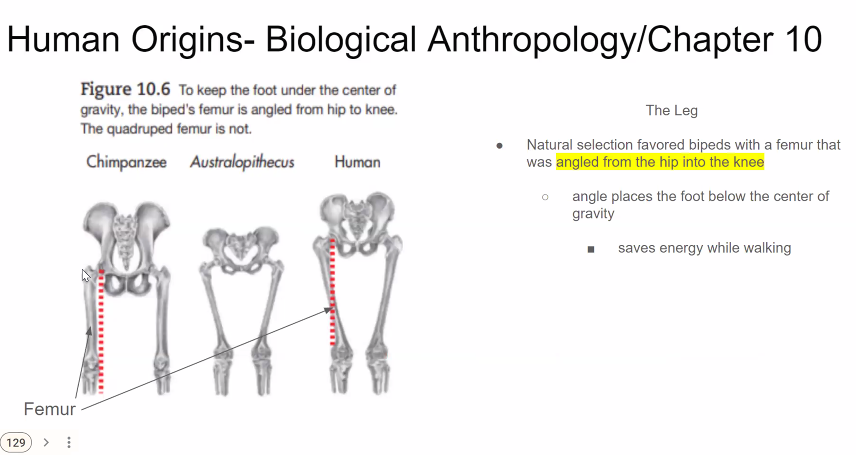 Human Origins- Biological Anthropology/Chapter 10
Figure 10.6 To keep the foot under the center of
gravity, the biped's femur is angled from hip to knee.
The quadruped femur is not.
Chimpanzee Australopithecus Human
Femur
The Leg
● Natural selection favored bipeds with a femur that
was angled from the hip into the knee
○ angle places the foot below the center of
gravity
■ saves energy while walking
129